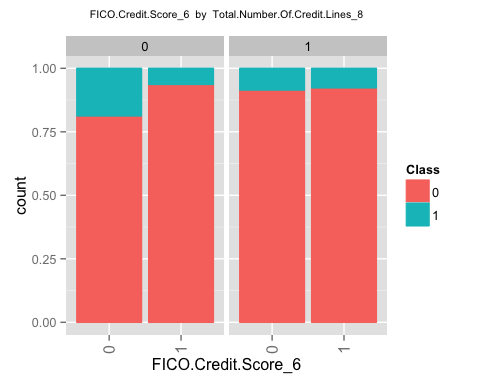 FICO.Credit.Score_6 by Total.Number.Of.Credit.Lines_8
0 1
1.00
0.75
0.50
0.25
0.00
count
0 1 0 1
FICO.Credit.Score_6
Class
0
1